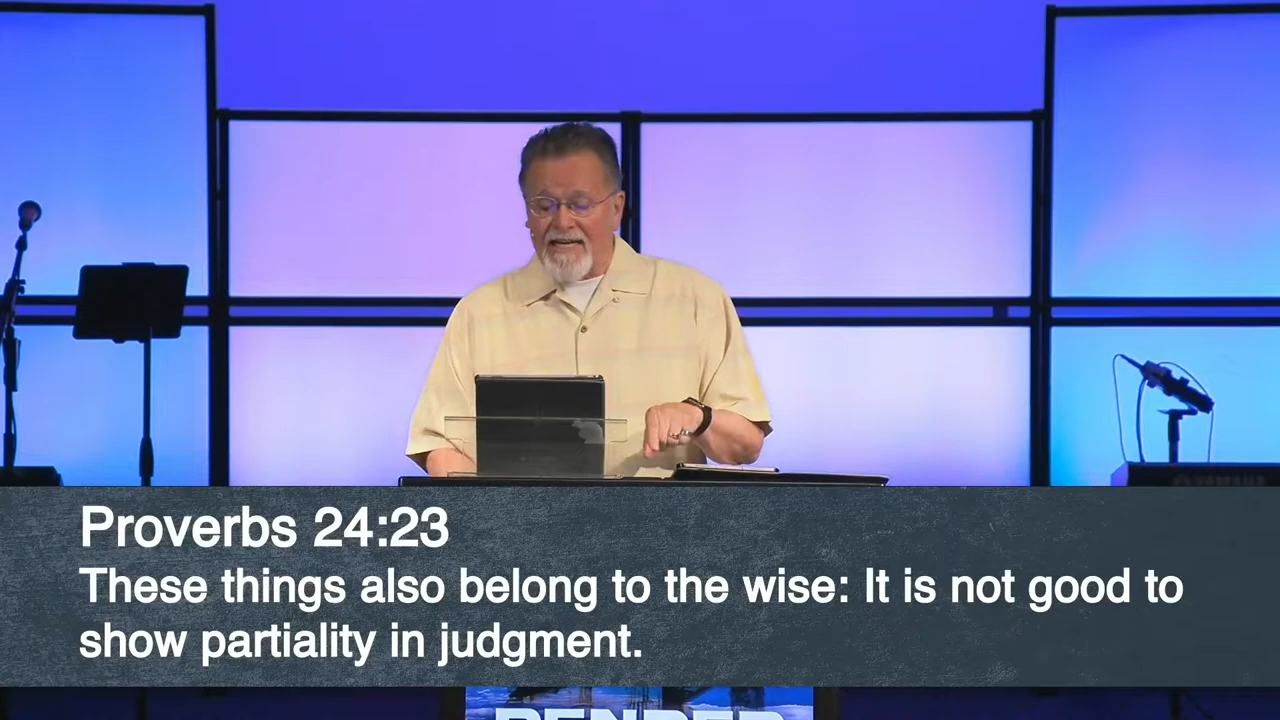 Proverbs 24:23
These things also belong to the wise: It is not good to
show partiality in judgment.
YAMAHA